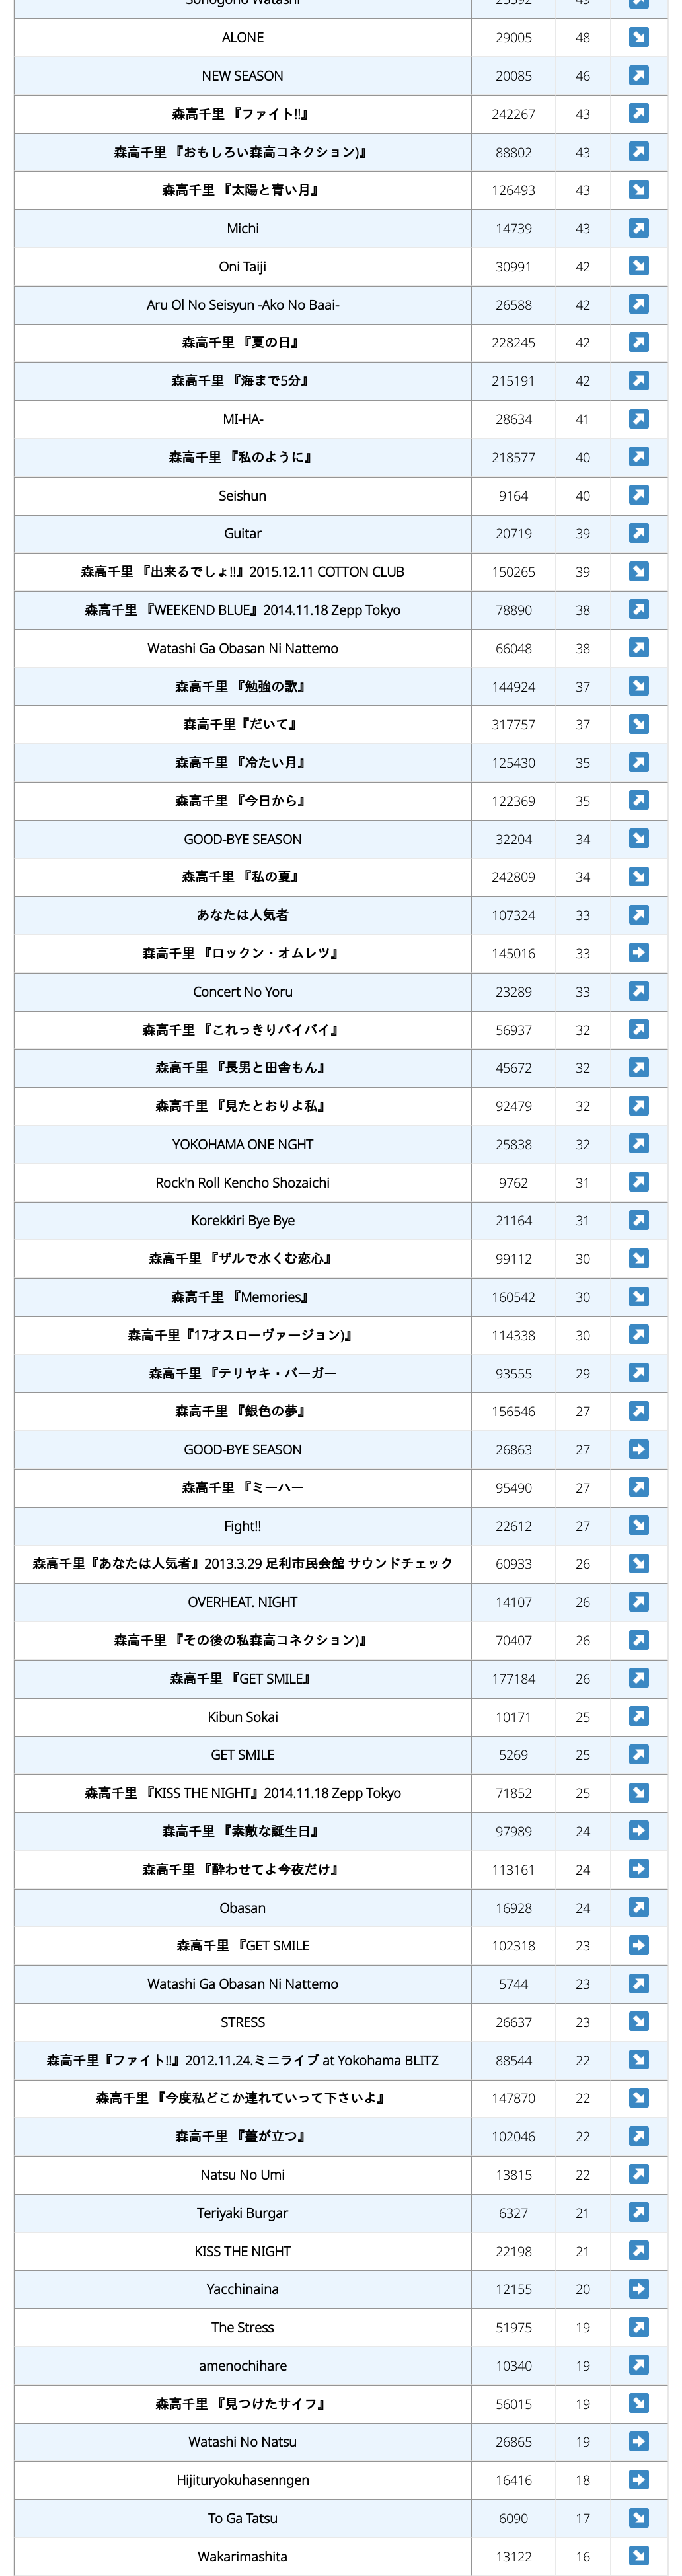 Sonogono Watashi 23592 49
ALONE 29005 48
NEW SEASON 20085 46
森高千里 『ファイト!!』 242267 43
森高千里 『おもしろい森高コネクション)』 88802 43
森高千里 『太陽と青い月』 126493 43
Michi 14739 43
Oni Taiji 30991 42
Aru Ol No Seisyun -Ako No Baai- 26588 42
森高千里 『夏の日』 228245 42
森高千里 『海まで5分』 215191 42
MI-HA- 28634 41
森高千里 『私のように』 218577 40
Seishun 9164 40
Guitar 20719 39
森高千里 『出来るでしょ!!』2015.12.11 COTTON CLUB 150265 39
森高千里 『WEEKEND BLUE』2014.11.18 Zepp Tokyo 78890 38
Watashi Ga Obasan Ni Nattemo 66048 38
森高千里 『勉強の歌』 144924 37
森高千里『だいて』 317757 37
森高千里 『冷たい月』 125430 35
森高千里 『今日から』 122369 35
GOOD-BYE SEASON 32204 34
森高千里 『私の夏』 242809 34
あなたは人気者 107324 33
森高千里 『ロックン・オムレツ』 145016 33
Concert No Yoru 23289 33
森高千里 『これっきりバイバイ』 56937 32
森高千里 『長男と田舎もん』 45672 32
森高千里 『見たとおりよ私』 92479 32
YOKOHAMA ONE NGHT 25838 32
Rock'n Roll Kencho Shozaichi 9762 31
Korekkiri Bye Bye 21164 31
森高千里 『ザルで水くむ恋心』 99112 30
森高千里 『Memories』 160542 30
森高千里『17才スローヴァージョン)』 114338 30
森高千里 『テリヤキ・バーガー 93555 29
森高千里 『銀色の夢』 156546 27
GOOD-BYE SEASON 26863 27
森高千里 『ミーハー 95490 27
Fight!! 22612 27
森高千里『あなたは人気者』2013.3.29 足利市民会館 サウンドチェック 60933 26
OVERHEAT. NIGHT 14107 26
森高千里 『その後の私森高コネクション)』 70407 26
森高千里 『GET SMILE』 177184 26
Kibun Sokai 10171 25
GET SMILE 5269 25
森高千里 『KISS THE NIGHT』2014.11.18 Zepp Tokyo 71852 25
森高千里 『素敵な誕生日』 97989 24
森高千里 『酔わせてよ今夜だけ』 113161 24
Obasan 16928 24
森高千里 『GET SMILE 102318 23
Watashi Ga Obasan Ni Nattemo 5744 23
STRESS 26637 23
森高千里『ファイト!!』2012.11.24.ミニライブ at Yokohama BLITZ 88544 22
森高千里 『今度私どこか連れていって下さいよ』 147870 22
森高千里 『薹が立つ』 102046 22
Natsu No Umi 13815 22
Teriyaki Burgar 6327 21
KISS THE NIGHT 22198 21
Yacchinaina 12155 20
The Stress 51975 19
amenochihare 10340 19
森高千里 『見つけたサイフ』 56015 19
Watashi No Natsu 26865 19
Hijituryokuhasenngen 16416 18
To Ga Tatsu 6090 17
Wakarimashita 13122 16